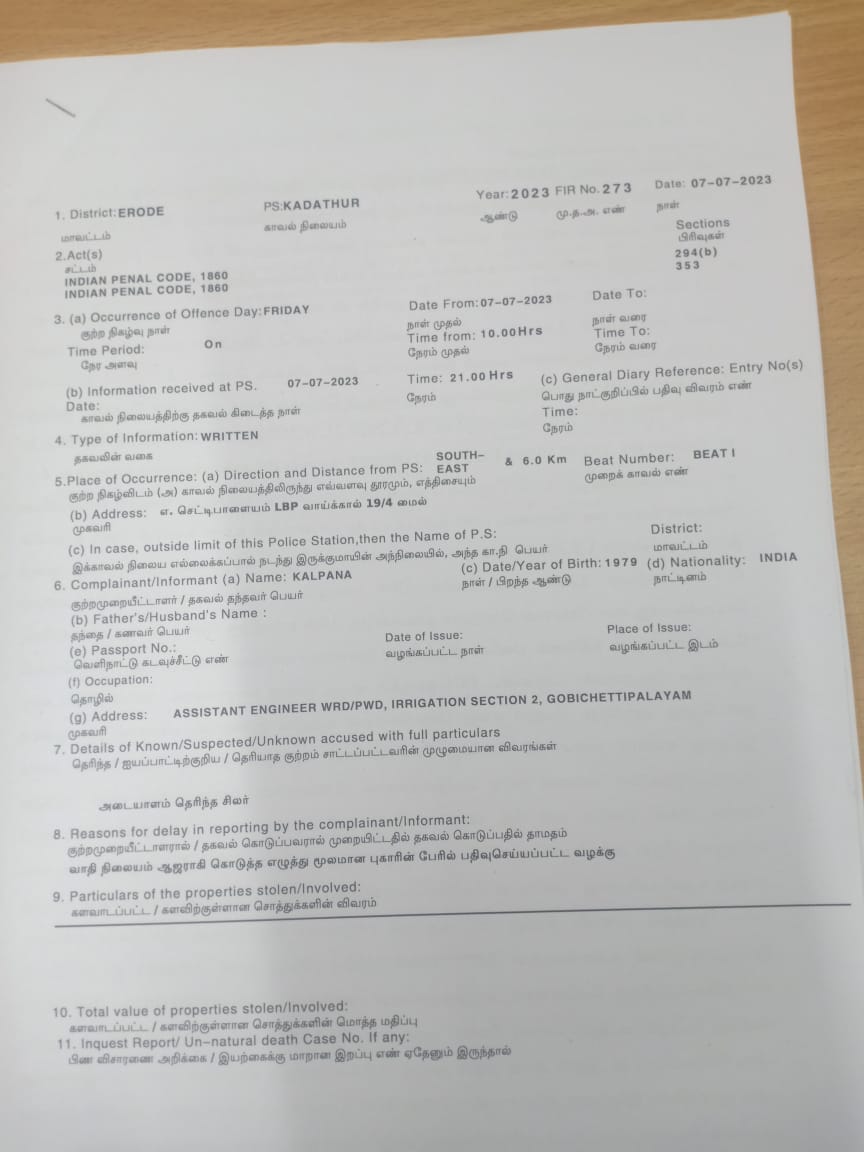 1. District: ERODE PS: KADATHUR Year: 2023 FIR No. 273 Date: 07-07-2023
மாவட்டம் காவல் நிலையம் ஆண்டு மு.த.அ. எண் நாள்
2.Act(s) Sections
சட்டம் பிரிவுகள்
INDIAN PENAL CODE, 1860 294(b)
INDIAN PENAL CODE, 1860 353
3. (a) Occurrence of Offence Day: FRIDAY Date From: 07-07-2023 Date To:
குற்ற நிகழ்வு நாள் நாள் முதல் நாள் வரை
Time Period: On Time from: 10.00 Hrs Time To:
நேர அளவு நேரம் முதல் நேரம் வரை
(b) Information received at PS. 07-07-2023 Time: 21.00 Hrs (c) General Diary Reference: Entry No(s)
Date: நேரம் பொது நாட்குறிப்பில் பதிவு விவரம் எண்
காவல் நிலையத்திற்கு தகவல் கிடைத்த நாள் Time:
நேரம்
4. Type of Information: WRITTEN
தகவலின் வகை
5.Place of Occurrence: (a) Direction and Distance from PS: SOUTH-EAST & 6.0 Km Beat Number: BEAT I
குற்ற நிகழ்விடம் (அ) காவல் நிலையத்திலிருந்து எவ்வளவு தூரமும், எத்திசையும் முறைக் காவல் எண்
(b) Address: எ. செட்டிபாளையம் LBP வாய்க்கால் 19/4 மைல்
முகவரி
(c) In case, outside limit of this Police Station,then the Name of P.S: District:
இக்காவல் நிலைய எல்லைக்கப்பால் நடந்து இருக்குமாயின் அந்நிலையில், அந்த கா.நி பெயர் மாவட்டம்
6. Complainant/Informant (a) Name: KALPANA (c) Date/Year of Birth: 1979 (d) Nationality: INDIA
குற்றமுறையீட்டாளர் / தகவல் தந்தவர் பெயர் நாள் / பிறந்த ஆண்டு நாட்டினம்
(b) Father's/Husband's Name :
தந்தை / கணவர் பெயர்
(e) Passport No.: Date of Issue: Place of Issue:
வெளிநாட்டு கடவுச்சீட்டு எண் வழங்கப்பட்ட நாள் வழங்கப்பட்ட இடம்
(f) Occupation:
தொழில்
(g) Address: ASSISTANT ENGINEER WRD/PWD, IRRIGATION SECTION 2, GOBICHETTIPALAYAM
முகவரி
7. Details of Known/Suspected/Unknown accused with full particulars
தெரிந்த / ஐயப்பாட்டிற்குறிய / தெரியாத குற்றம் சாட்டப்பட்டவரின் முழுமையான விவரங்கள்
அடையாளம் தெரிந்த சிலர்
8. Reasons for delay in reporting by the complainant/Informant:
குற்றமுறையீட்டாளரால் / தகவல் கொடுப்பவரால் முறையிட்டதில் தகவல் கொடுப்பதில் தாமதம்
வாதி நிலையம் ஆஜராகி கொடுத்த எழுத்து மூலமான புகாரின் பேரில் பதிவுசெய்யப்பட்ட வழக்கு
9. Particulars of the properties stolen/Involved:
களவாடப்பட்ட / களவிற்குள்ளான சொத்துக்களின் விவரம்
10. Total value of properties stolen/Involved:
களவாடப்பட்ட / களவிற்குள்ளான சொத்துக்களின் மொத்த மதிப்பு
11. Inquest Report/ Un-natural death Case No. If any:
பிண விசாரணை அறிக்கை / இயற்கைக்கு மாறான இறப்பு எண் ஏதேனும் இருந்தால்